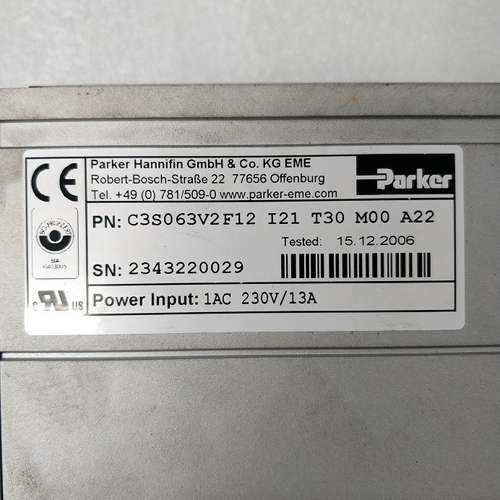 Parker Hannifin GmbH & Co. KG EME
Robert-Bosch-Straße 22 77656 Offenburg
Tel. +49 (0) 781/509-0 www.parker-eme.com
Parker
PN: C3S063V2F12 I21 T30 M00 A22
Tested: 15.12.2006
SN: 2343220029
Power Input: 1AC 230V/13A
CE
c RU US